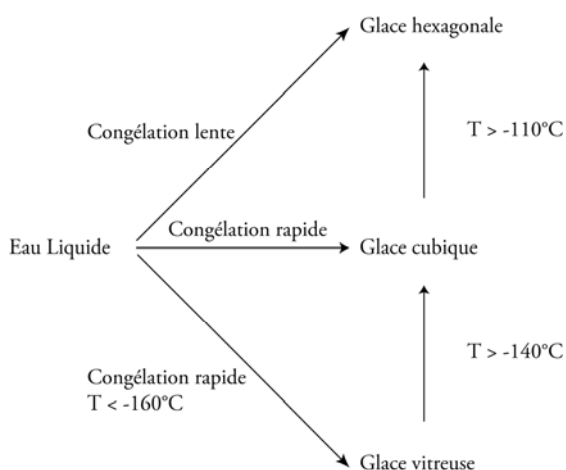 Glace hexagonale
Congélation lente
T > -110°C
Congélation rapide
Eau Liquide
Glace cubique
T > -140°C
Congélation rapide
T < -160°C
Glace vitreuse